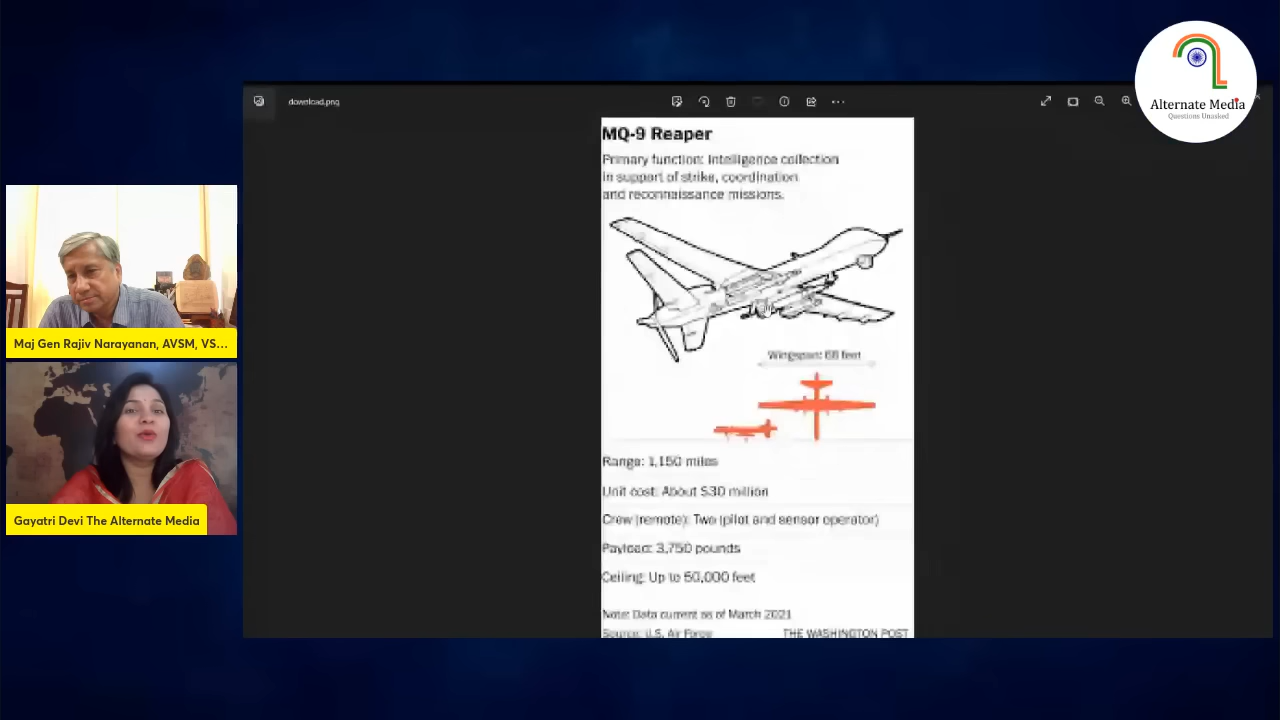 Alternate Media
Questions Unasked
download.png
MQ-9 Reaper
Primary function: Intelligence collection
in support of strike, coordination
and reconnaissance missions.
Wingspan: 66 feet
Range: 1,150 miles
Unit cost: About $30 million
Crew (remote): Two (pilot and sensor operator)
Payload: 3,750 pounds
Ceiling: Up to 50,000 feet
Note: Data current as of March 2021
Source: U.S. Air Force THE WASHINGTON POST
Maj Gen Rajiv Narayanan, AVSM, VS...
Gayatri Devi The Alternate Media